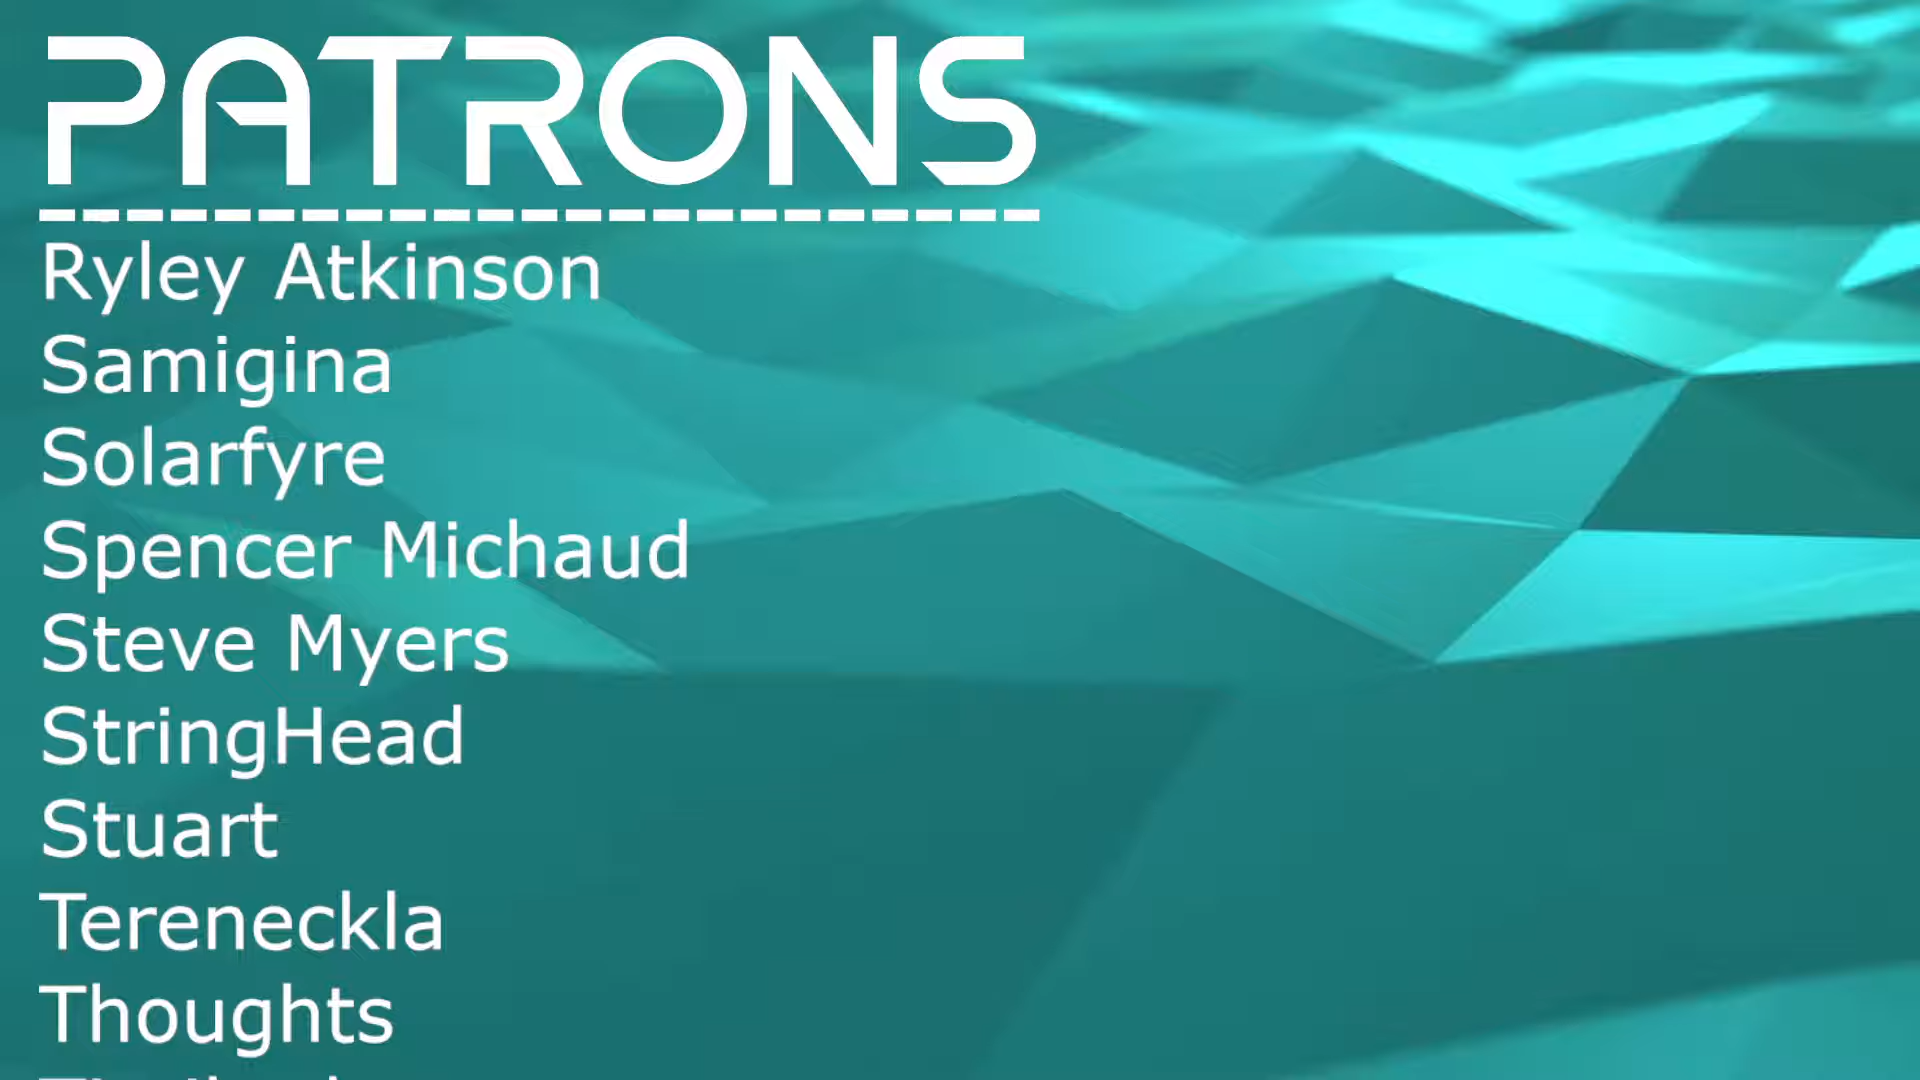 PATRONS
Ryley Atkinson
Samigina
Solarfyre
Spencer Michaud
Steve Myers
StringHead
Stuart
Tereneckla
Thoughts